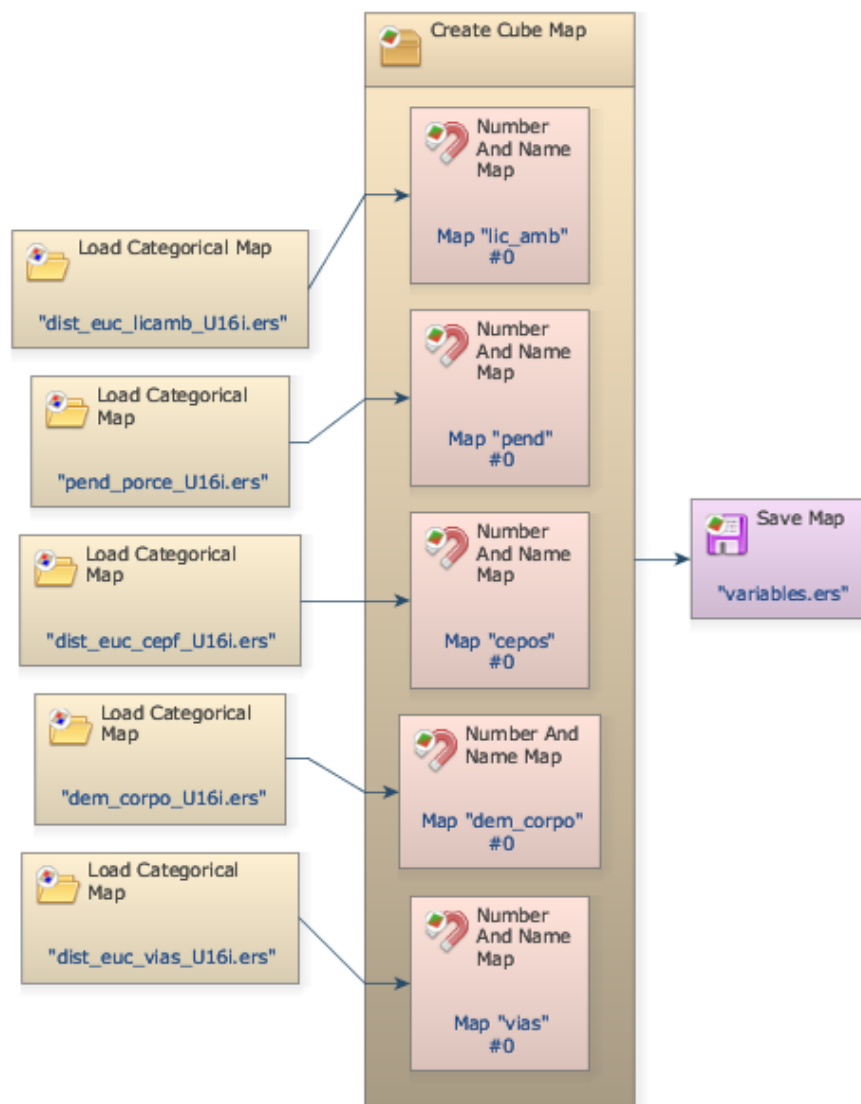 Create Cube Map
Number
And Name
Map
Map "lic_amb"
#0
Load Categorical Map
"dist_euc_licamb_U16i.ers"
Number
And Name
Map
Map "pend"
#0
Load Categorical
Map
"pend_porce_U16i.ers"
Number
And Name
Map
Map "cepos"
#0
Load Categorical
Map
"dist_euc_cepf_U16i.ers"
Save Map
"variables.ers"
Load Categorical
Map
"dem_corpo_U16i.ers"
Number And
Name Map
Map "dem_corpo"
#0
Load Categorical
Map
"dist_euc_vias_U16i.ers"
Number
And Name
Map
Map "vias"
#0